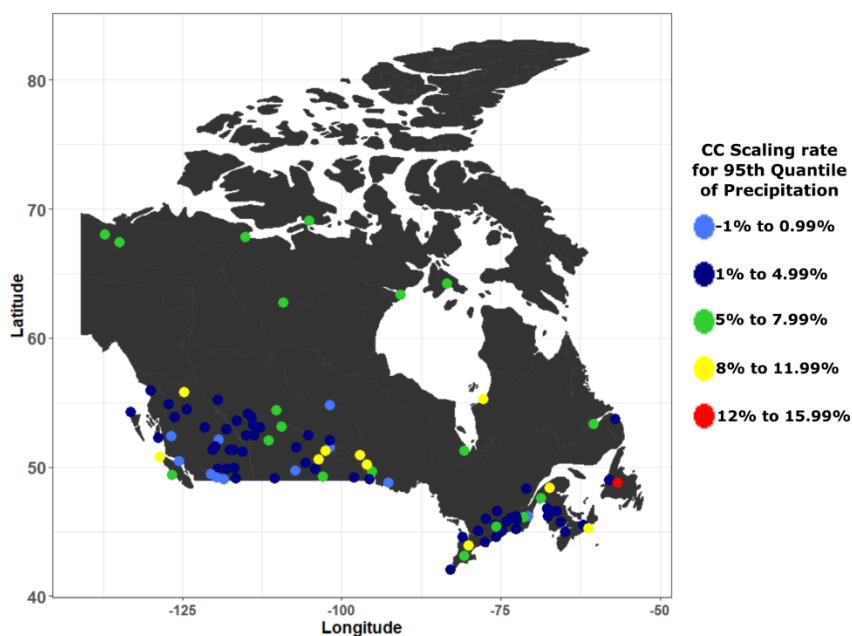 80
70
60
50
40
Latitude
-125
-100
-75
-50
Longitude
CC Scaling rate
for 95th Quantile
of Precipitation
-1% to 0.99%
1% to 4.99%
5% to 7.99%
8% to 11.99%
12% to 15.99%